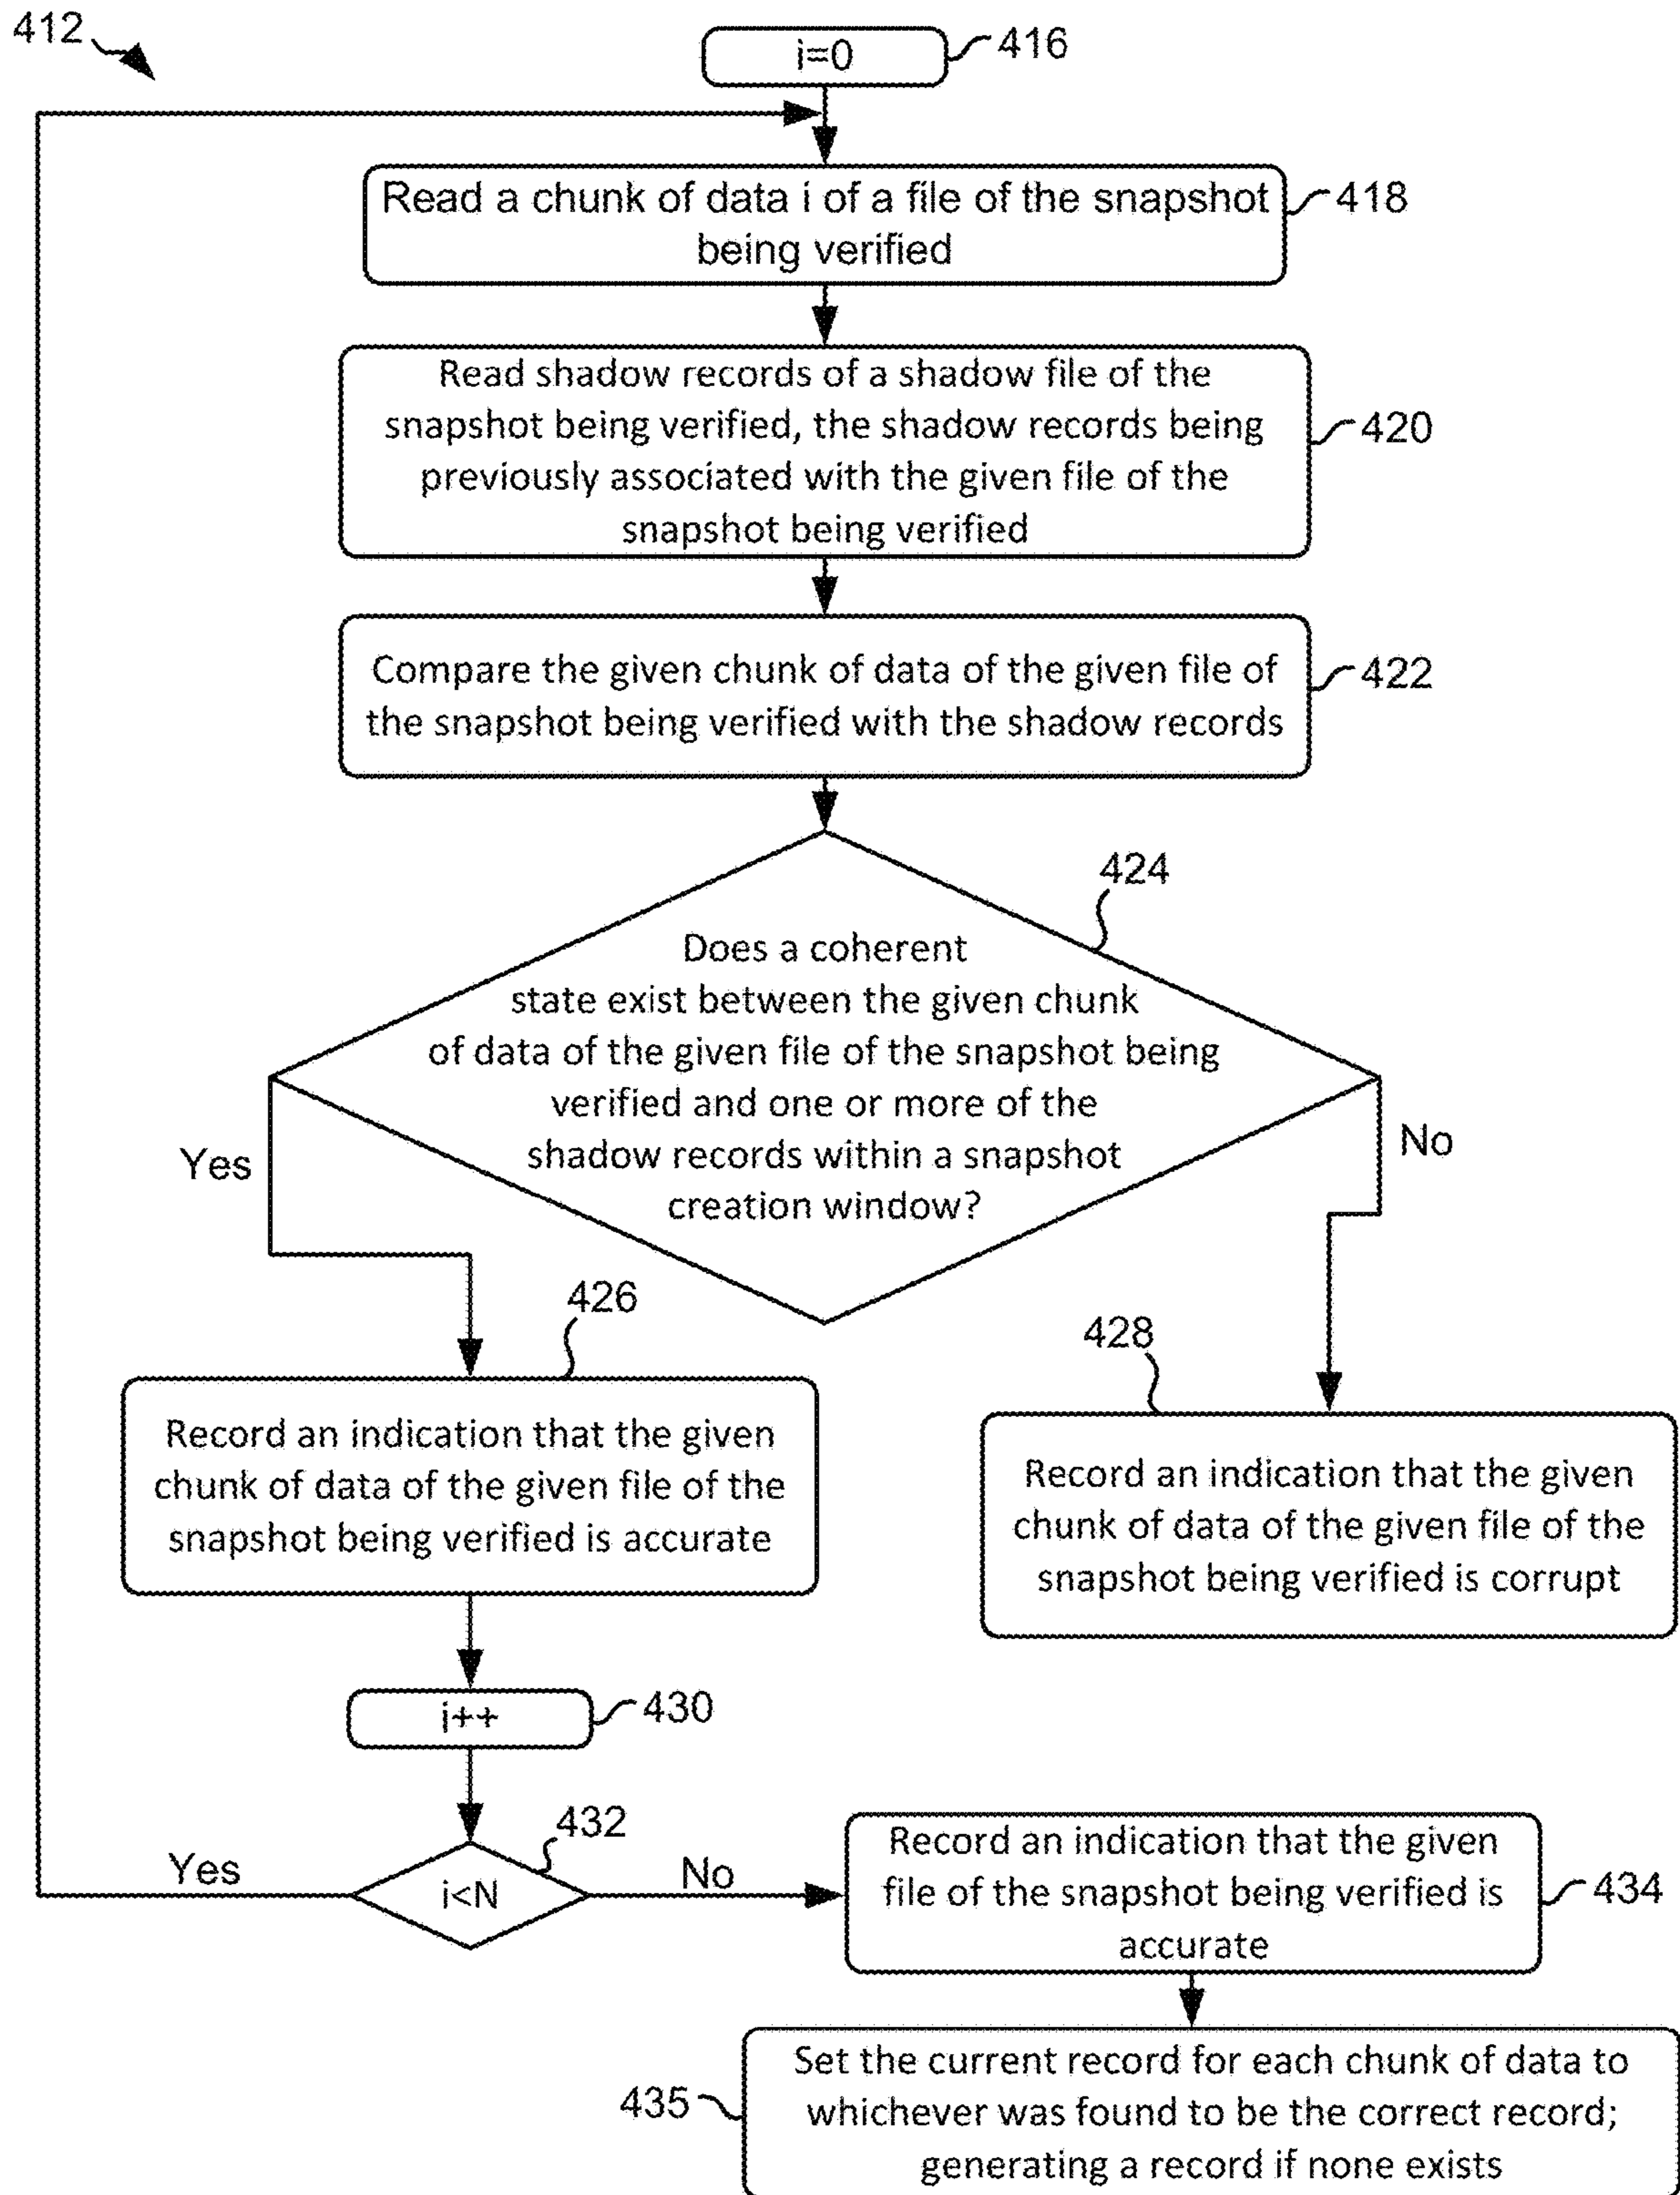 412
i=0
416
Read a chunk of data i of a file of the snapshot
being verified
418
Read shadow records of a shadow file of the
snapshot being verified, the shadow records being
previously associated with the given file of the
snapshot being verified
420
Compare the given chunk of data of the given file of
the snapshot being verified with the shadow records
422
424
Does a coherent
state exist between the given chunk
of data of the given file of the snapshot being
verified and one or more of the
shadow records within a snapshot
creation window?
Yes
No
426
Record an indication that the given
chunk of data of the given file of the
snapshot being verified is accurate
428
Record an indication that the given
chunk of data of the given file of the
snapshot being verified is corrupt
i++
430
432
i<N
Yes
No
Record an indication that the given
file of the snapshot being verified is
accurate
434
435
Set the current record for each chunk of data to
whichever was found to be the correct record;
generating a record if none exists